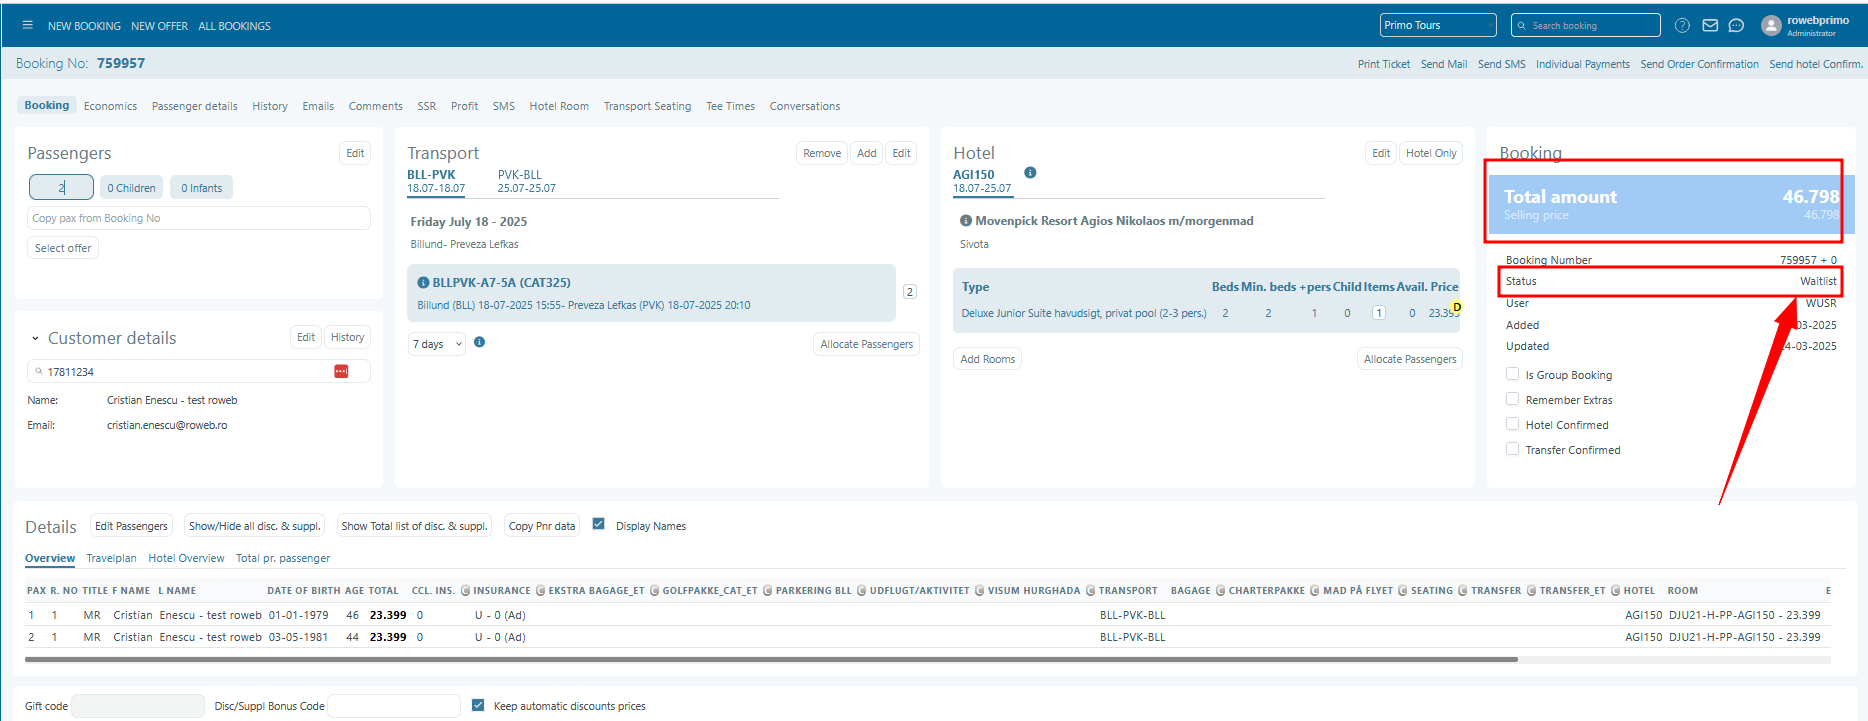 NEW BOOKING NEW OFFER ALL BOOKINGS Primo Tours Search booking rowebprimo
Administrator
Booking No: 759957 Print Ticket Send Mail Send SMS Individual Payments Send Order Confirmation Send hotel Confirm.
Booking Economics Passenger details History Emails Comments SSR Profit SMS Hotel Room Transport Seating Tee Times Conversations
Passengers Edit
2 0 Children 0 Infants
Copy pax from Booking No
Select offer
Customer details Edit History
17811234
Name: Cristian Enescu - test roweb
Email: cristian.enescu@roweb.ro
Transport Remove Add Edit
BLL-PVK PVK-BLL
18.07-18.07 25.07-25.07
Friday July 18 - 2025
Billund- Preveza Lefkas
BLLPVK-A7-5A (CAT325)
Billund (BLL) 18-07-2025 15:55- Preveza Lefkas (PVK) 18-07-2025 20:10
2
7 days Allocate Passengers
Hotel Edit Hotel Only
AGI150
18.07-25.07
Movenpick Resort Agios Nikolaos m/morgenmad
Sivota
Type Beds Min. beds +pers Child Items Avail. Price
Deluxe Junior Suite havudsigt, privat pool (2-3 pers.) 2 2 1 0 1 0 23.399 D
Add Rooms Allocate Passengers
Booking
Total amount 46.798
Selling price 46.798
Booking Number 759957 + 0
Status Waitlist
User WUSR
Added -03-2025
Updated 4-03-2025
Is Group Booking
Remember Extras
Hotel Confirmed
Transfer Confirmed
Details Edit Passengers Show/Hide all disc. & suppl. Show Total list of disc. & suppl. Copy Pnr data Display Names
Overview Travelplan Hotel Overview Total pr. passenger
PAX R. NO TITLE F NAME L NAME DATE OF BIRTH AGE TOTAL CCL. INS. C INSURANCE C EKSTRA BAGAGE_ET C GOLFPAKKE_CAT_ET C PARKERING BLL C UDFLUGT/AKTIVITET C VISUM HURGHADA C TRANSPORT BAGAGE C CHARTERPAKKE C MAD PÅ FLYET C SEATING C TRANSFER C TRANSFER_ET C HOTEL ROOM E
1 1 MR Cristian Enescu - test roweb 01-01-1979 46 23.399 0 U - 0 (Ad) BLL-PVK-BLL AGI150 DJU21-H-PP-AGI150 - 23.399
2 1 MR Cristian Enescu - test roweb 03-05-1981 44 23.399 0 U - 0 (Ad) BLL-PVK-BLL AGI150 DJU21-H-PP-AGI150 - 23.399
Gift code Disc/Suppl Bonus Code Keep automatic discounts prices